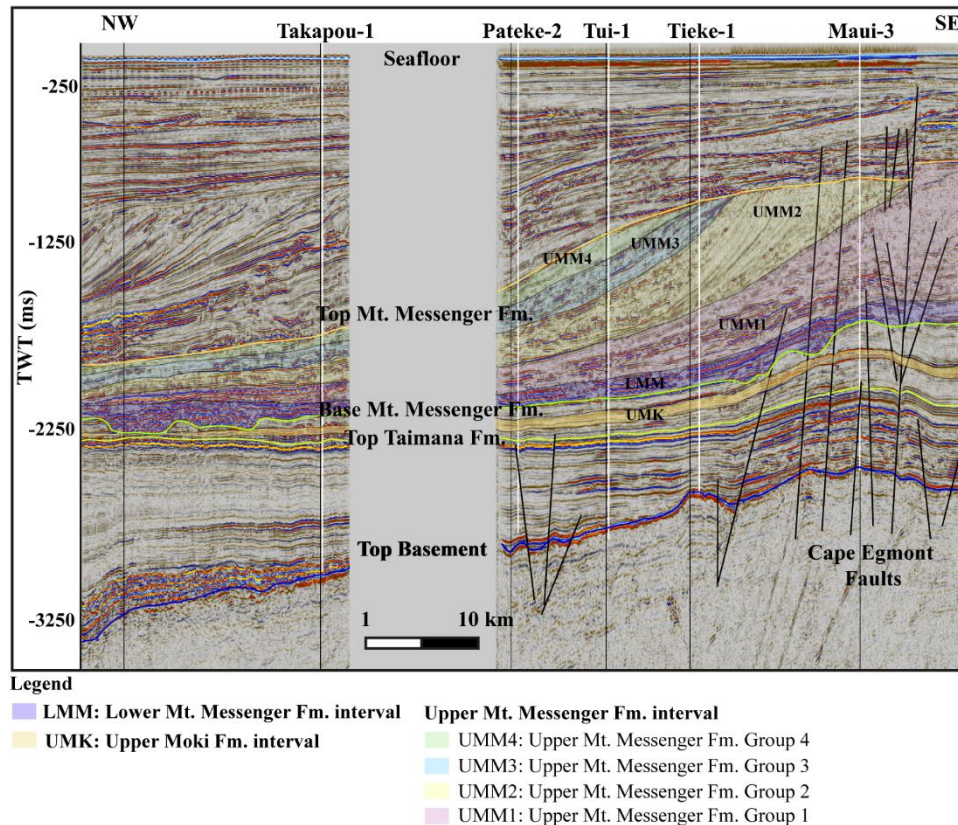 NW
Takapou-1
Pateke-2
Tui-1
Tieke-1
Maui-3
SE
Seafloor
-250
-1250
-2250
-3250
TWT (ms)
UMM2
UMM3
UMM4
Top Mt. Messenger Fm.
UMM1
LMM
Base Mt. Messenger Fm.
UMK
Top Taimana Fm.
Top Basement
Cape Egmont
Faults
1 10 km
Legend
LMM: Lower Mt. Messenger Fm. interval
UMK: Upper Moki Fm. interval
Upper Mt. Messenger Fm. interval
UMM4: Upper Mt. Messenger Fm. Group 4
UMM3: Upper Mt. Messenger Fm. Group 3
UMM2: Upper Mt. Messenger Fm. Group 2
UMM1: Upper Mt. Messenger Fm. Group 1